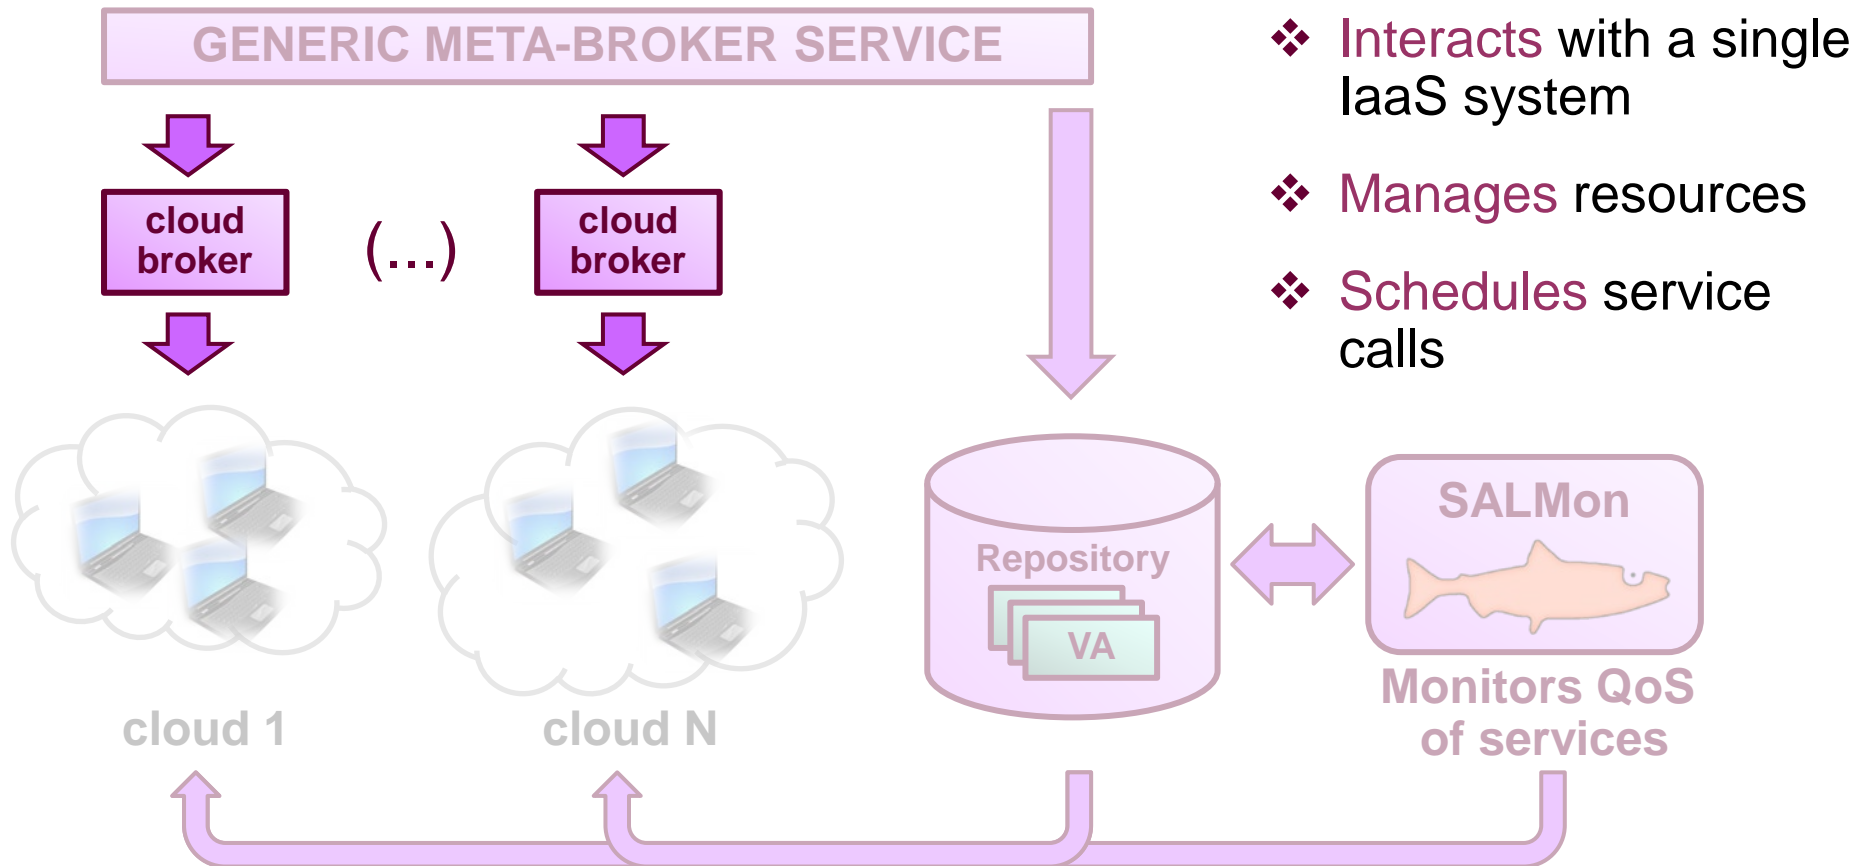 GENERIC META-BROKER SERVICE
cloud
broker
(...)
cloud
broker
❖ Interacts with a single
IaaS system
❖ Manages resources
❖ Schedules service
calls
Repository
VA
SALMon
Monitors QoS
of services
cloud 1
cloud N